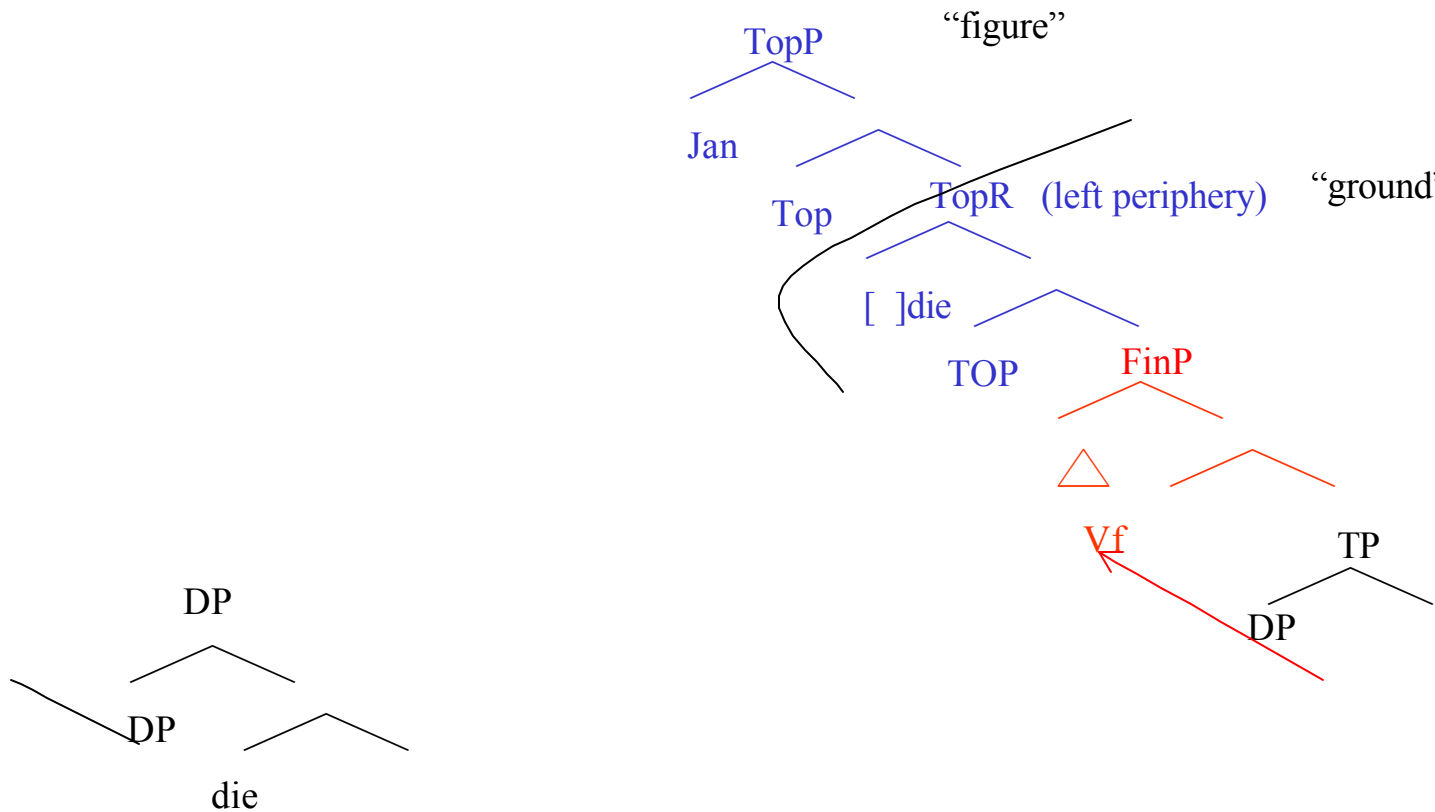 “figure”
TopP
Jan
Top
TopR (left periphery) “ground”
[ ]die
TOP
FinP
Vf
TP
DP
DP
DP
die